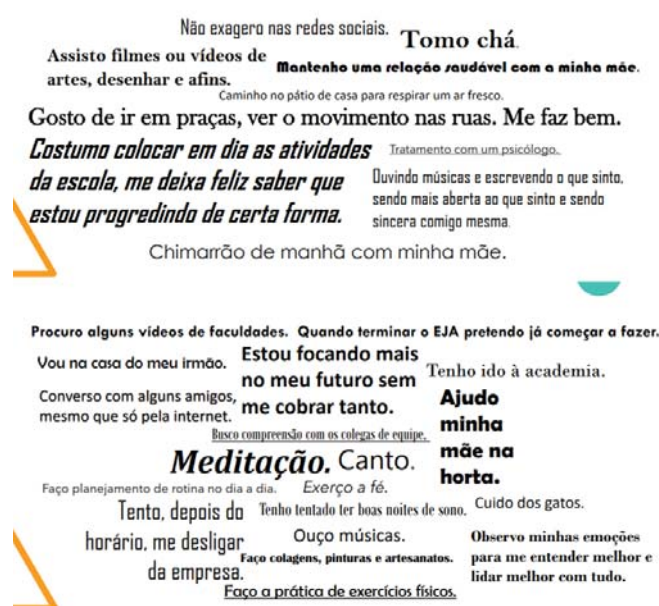 Não exagero nas redes sociais.
Tomo chá.
Assisto filmes ou vídeos de
artes, desenhar e afins.
Mantenho uma relação saudável com a minha mãe.
Caminho no pátio de casa para respirar um ar fresco.
Gosto de ir em praças, ver o movimento nas ruas. Me faz bem.
Costumo colocar em dia as atividades
da escola, me deixa feliz saber que
estou progredindo de certa forma.
Tratamento com um psicólogo.
Ouvindo músicas e escrevendo o que sinto,
sendo mais aberta ao que sinto e sendo
sincera comigo mesma.
Chimarrão de manhã com minha mãe.
Procuro alguns vídeos de faculdades. Quando terminar o EJA pretendo já começar a fazer.
Vou na casa do meu irmão.
Estou focando mais
no meu futuro sem
me cobrar tanto.
Tenho ido à academia.
Converso com alguns amigos,
mesmo que só pela internet.
Ajudo
minha
mãe na
horta.
Busco compreensão com os colegas de equipe.
Meditação.
Canto.
Faço planejamento de rotina no dia a dia.
Exerço a fé.
Tento, depois do
horário, me desligar
da empresa.
Tenho tentado ter boas noites de sono.
Cuido dos gatos.
Ouço músicas.
Faço colagens, pinturas e artesanatos.
Observo minhas emoções
para me entender melhor e
lidar melhor com tudo.
Faço a prática de exercícios físicos.